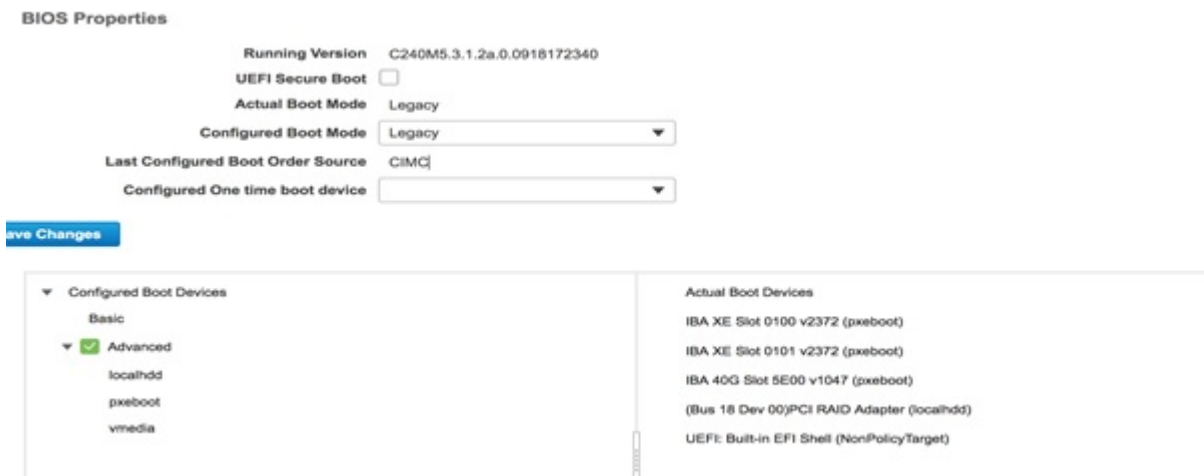 BIOS Properties
Running Version C240M5.3.1.2a.0.0918172340
UEFI Secure Boot
Actual Boot Mode Legacy
Configured Boot Mode Legacy
Last Configured Boot Order Source CIMC
Configured One time boot device
ave Changes
Configured Boot Devices
Basic
Advanced
localhdd
pxeboot
vmedia
Actual Boot Devices
IBA XE Slot 0100 v2372 (pxeboot)
IBA XE Slot 0101 v2372 (pxeboot)
IBA 40G Slot 5E00 v1047 (pxeboot)
(Bus 18 Dev 00)PCI RAID Adapter (localhdd)
UEFI: Built-in EFI Shell (NonPolicyTarget)